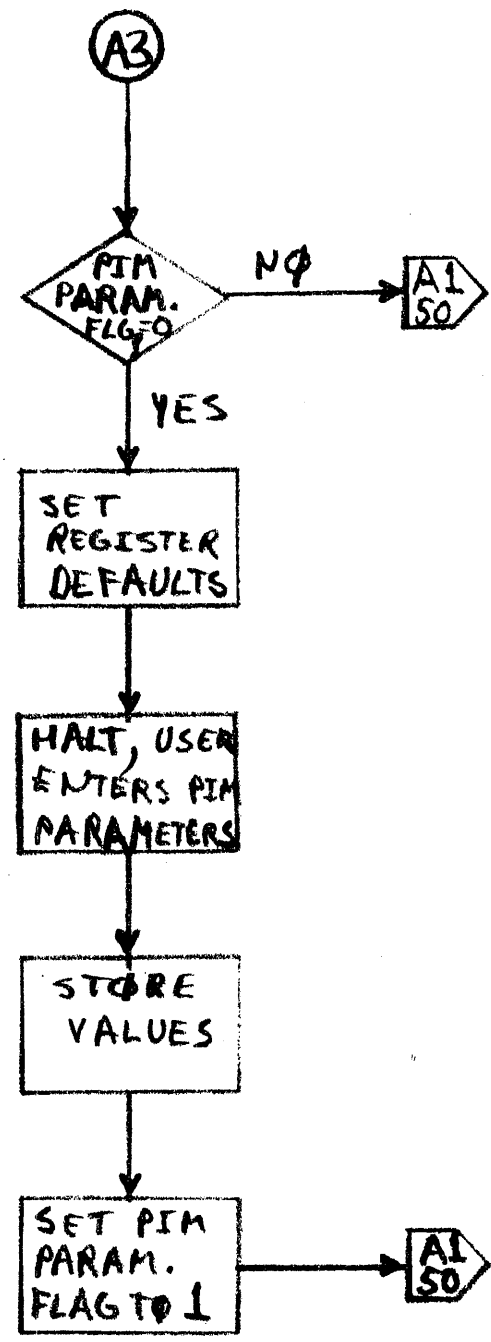 A3
PIM
PARAM.
FLG=0
NØ
A1
50
YES
SET
REGISTER
DEFAULTS
HALT, USER
ENTERS PIM
PARAMETERS
STØRE
VALUES
SET PIM
PARAM.
FLAG TØ 1
A1
50